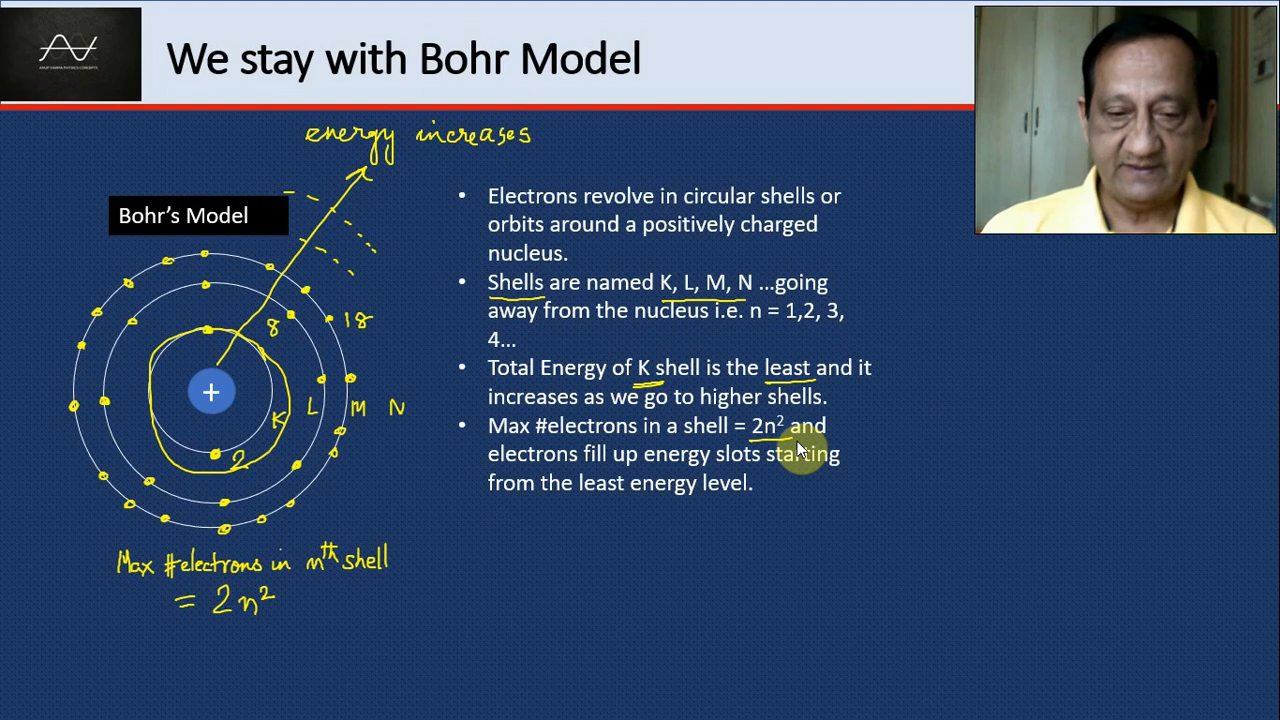 We stay with Bohr Model
energy increases
Bohr’s Model
• Electrons revolve in circular shells or
orbits around a positively charged
nucleus.
• Shells are named K, L, M, N ...going
away from the nucleus i.e. n = 1,2, 3,
4...
• Total Energy of K shell is the least and it
increases as we go to higher shells.
• Max #electrons in a shell = 2n² and
electrons fill up energy slots starting
from the least energy level.
8 18
+
K L M N
2
Max #electrons in nth shell
= 2n²